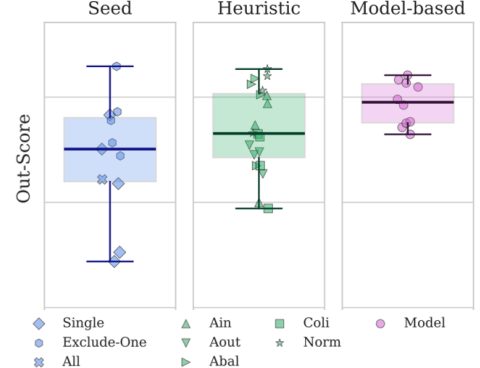 Seed Heuristic Model-based
Out-Score
Single Ain Coli Model
Exclude-One Aout Norm
All Abal